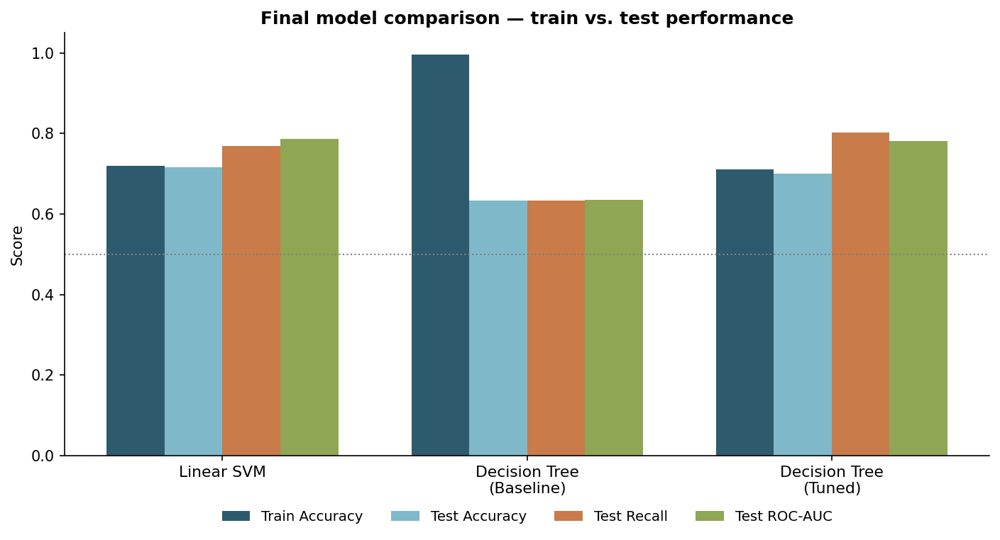 Final model comparison — train vs. test performance
Score
1.0
0.8
0.6
0.4
0.2
0.0
Linear SVM
Decision Tree
(Baseline)
Decision Tree
(Tuned)
Train Accuracy
Test Accuracy
Test Recall
Test ROC-AUC